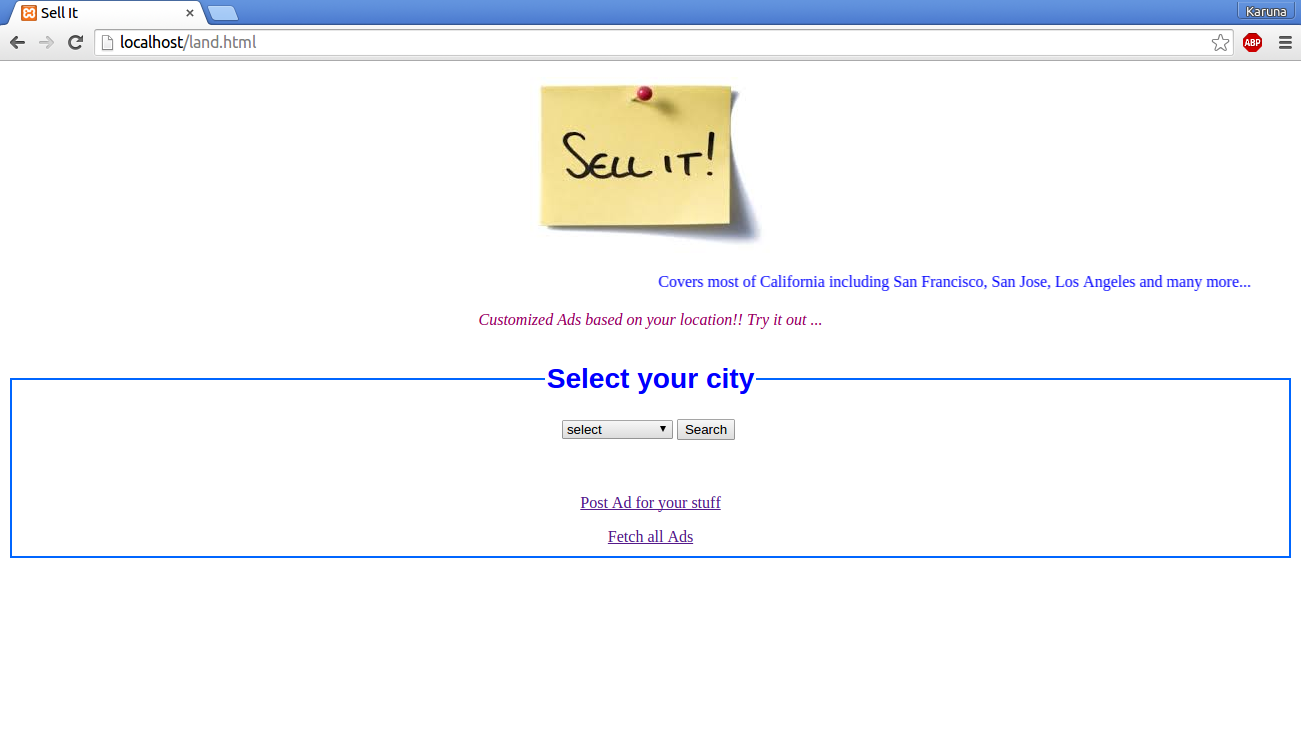 Sell It
Karuna
localhost/land.html
ABP
SELL IT!
Covers most of California including San Francisco, San Jose, Los Angeles and many more...
Customized Ads based on your location!! Try it out ...
Select your city
select
Search
Post Ad for your stuff
Fetch all Ads